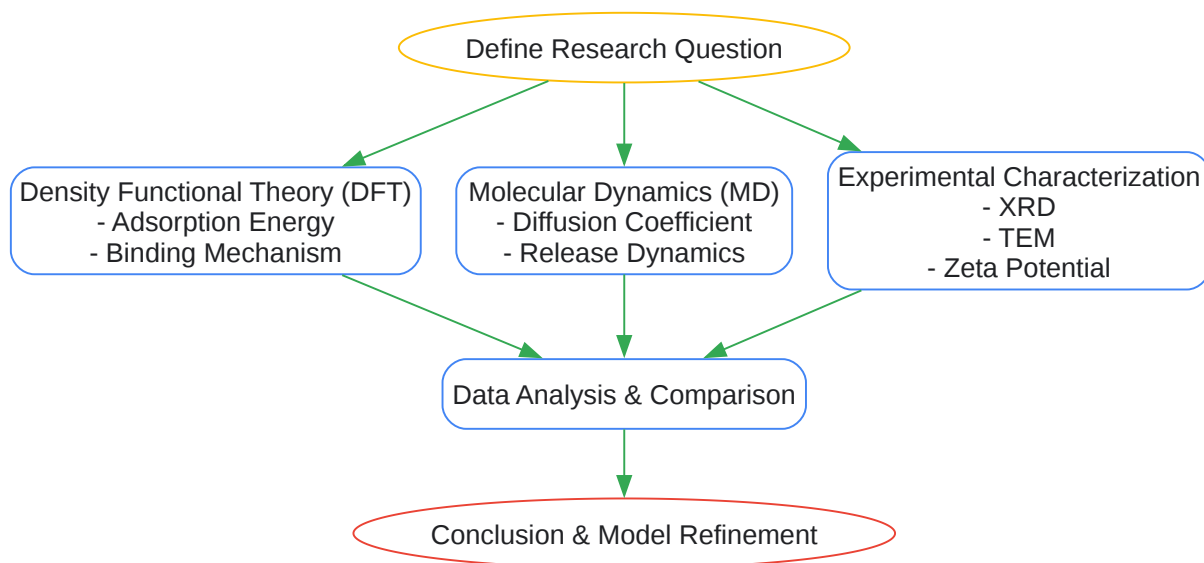 Define Research Question
Density Functional Theory (DFT)
- Adsorption Energy
- Binding Mechanism
Molecular Dynamics (MD)
- Diffusion Coefficient
- Release Dynamics
Experimental Characterization
- XRD
- TEM
- Zeta Potential
Data Analysis & Comparison
Conclusion & Model Refinement